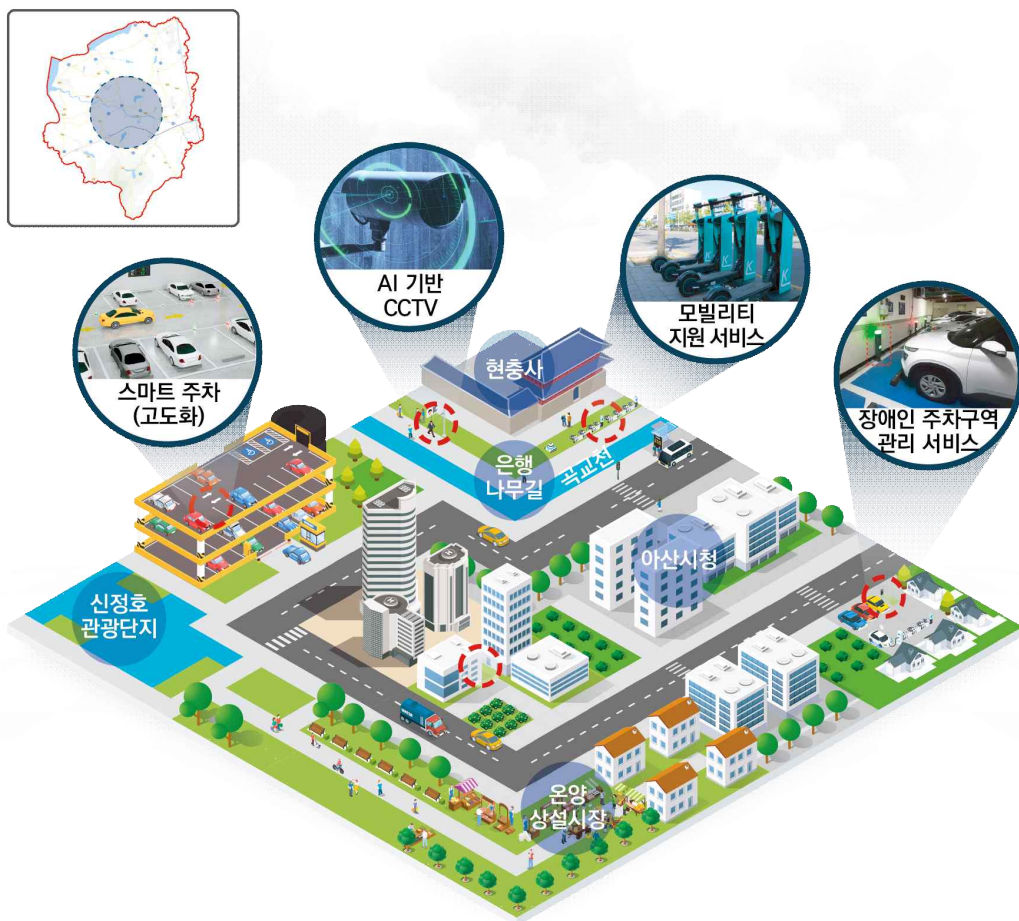 AI 기반
CCTV
모빌리티
지원 서비스
스마트 주차
(고도화)
장애인 주차구역
관리 서비스
현충사
은행
나무길
곡교천
아산시청
신정호
관광단지
온양
상설시장